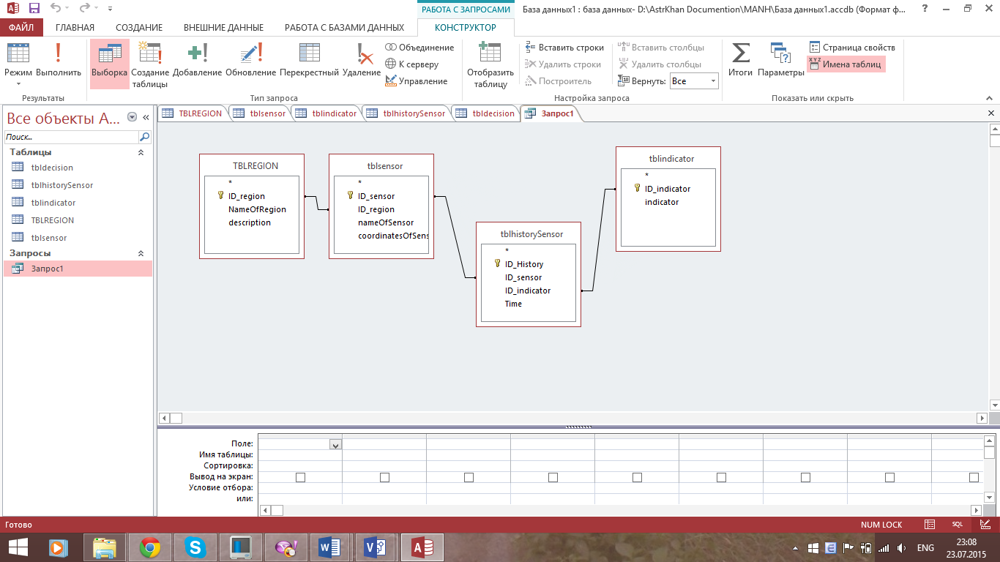 РАБОТА С ЗАПРОСАМИ
База данных1 : база данных- D:\AstrKhan Documention\MANH\База данных1.accdb (Формат ф...
ФАЙЛ ГЛАВНАЯ СОЗДАНИЕ ВНЕШНИЕ ДАННЫЕ РАБОТА С БАЗАМИ ДАННЫХ КОНСТРУКТОР
Режим
Выполнить
Результаты
Выборка
Создание
таблицы
Добавление
Обновление
Перекрестный
Удаление
Объединение
К серверу
Управление
Тип запроса
Отобразить
таблицу
Вставить строки
Удалить строки
Построитель
Вставить столбцы
Удалить столбцы
Вернуть: Все
Настройка запроса
Итоги
Параметры
Страница свойств
XYZ Имена таблиц
Показать или скрыть
Все объекты A...
Поиск...
Таблицы
tbldecision
tblhistorySensor
tblindicator
TBLREGION
tblsensor
Запросы
Запрос1
TBLREGION tblsensor tblindicator tblhistorySensor tbldecision Запрос1
TBLREGION
*
ID_region
NameOfRegion
description
tblsensor
*
ID_sensor
ID_region
nameOfSensor
coordinatesOfSens
tblhistorySensor
*
ID_History
ID_sensor
ID_indicator
Time
tblindicator
*
ID_indicator
indicator
Поле:
Имя таблицы:
Сортировка:
Вывод на экран:
Условие отбора:
или:
Готово
NUM LOCK
SQL
ENG
23:08
23.07.2015